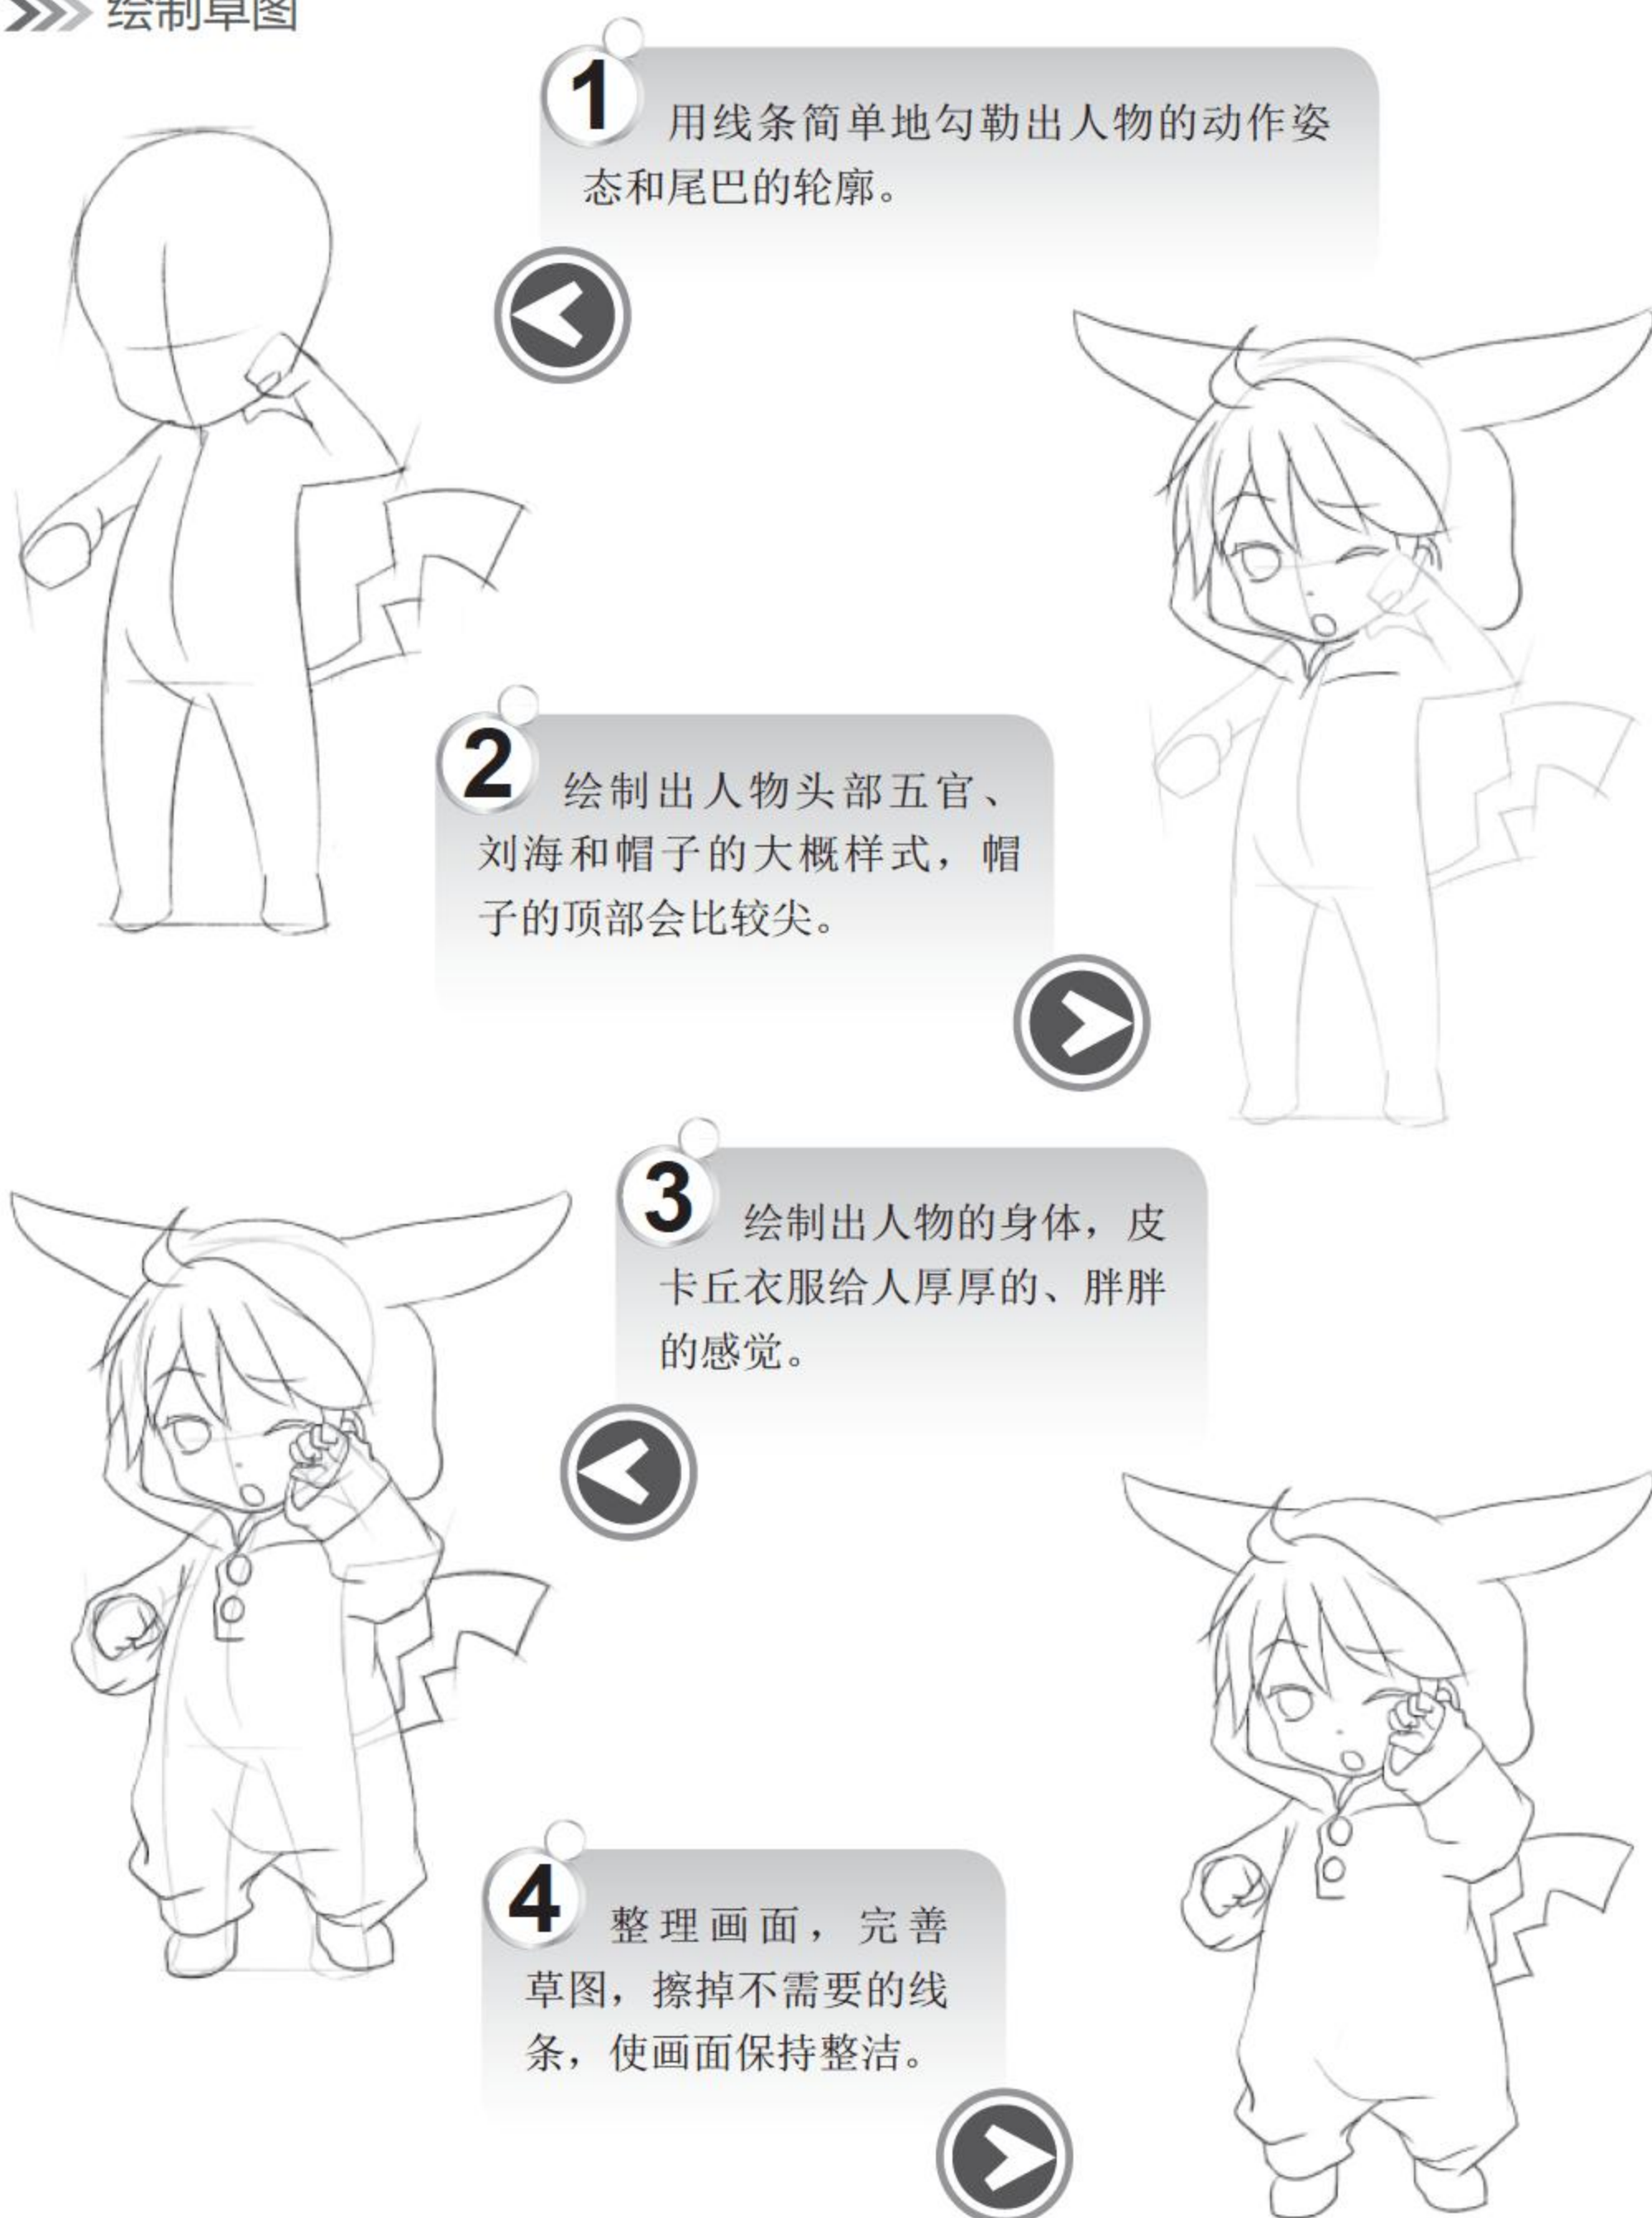 绘制草图
1
用线条简单地勾勒出人物的动作姿
态和尾巴的轮廓。
2
绘制出人物头部五官、
刘海和帽子的大概样式，帽
子的顶部会比较尖。
3
绘制出人物的身体，皮
卡丘衣服给人厚厚的、胖胖
的感觉。
4
整理画面，完善
草图，擦掉不需要的线
条，使画面保持整洁。